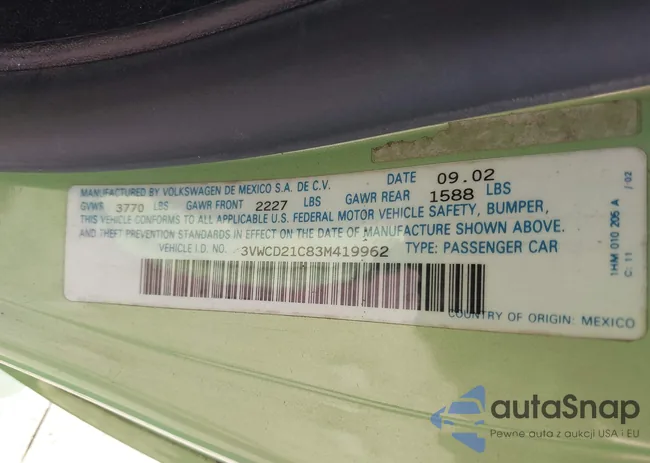 MANUFACTURED BY VOLKSWAGEN DE MEXICO S.A. DE C.V. DATE 09.02
GVWR 3770 LBS GAWR FRONT 2227 LBS GAWR REAR 1588 LBS
THIS VEHICLE CONFORMS TO ALL APPLICABLE U.S. FEDERAL MOTOR VEHICLE SAFETY, BUMPER,
AND THEFT PREVENTION STANDARDS IN EFFECT ON THE DATE OF MANUFACTURE SHOWN ABOVE.
VEHICLE I.D. NO. 3VWCD21C83M419962 TYPE: PASSENGER CAR
COUNTRY OF ORIGIN: MEXICO
1HM 010 205 A / 02
C: 11
autaSnap
Pewne auta z aukcji USA i EU